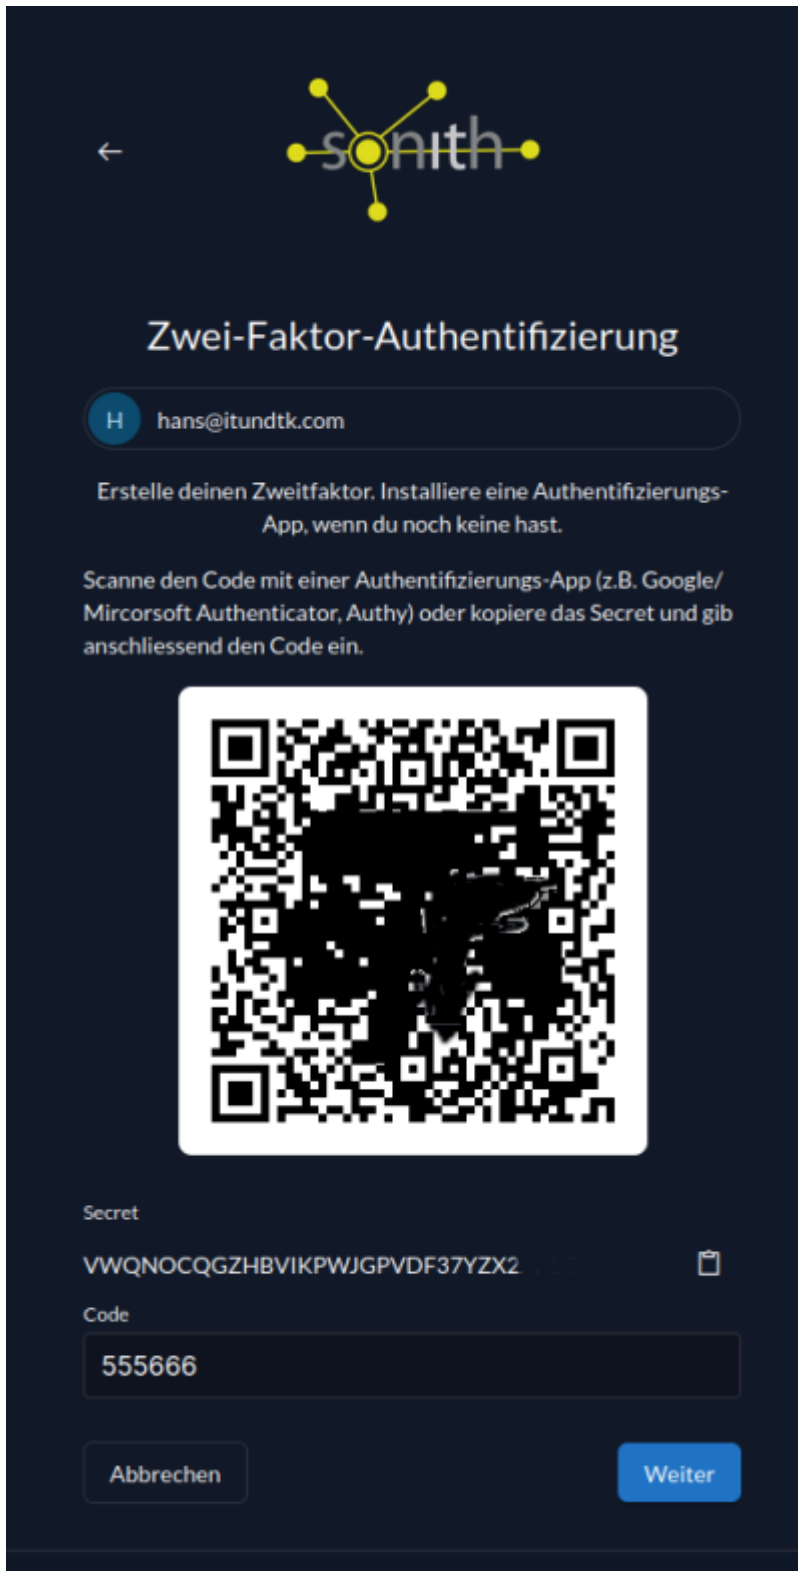 sonith
Zwei-Faktor-Authentifizierung
H hans@itundtk.com
Erstelle deinen Zweitfaktor. Installiere eine Authentifizierungs-
App, wenn du noch keine hast.
Scanne den Code mit einer Authentifizierungs-App (z.B. Google/
Mircorsoft Authenticator, Authy) oder kopiere das Secret und gib
anschliessend den Code ein.
Secret
VWQNOCQGZHBVIKPWJGPVDF37YZX2
Code
555666
Abbrechen Weiter